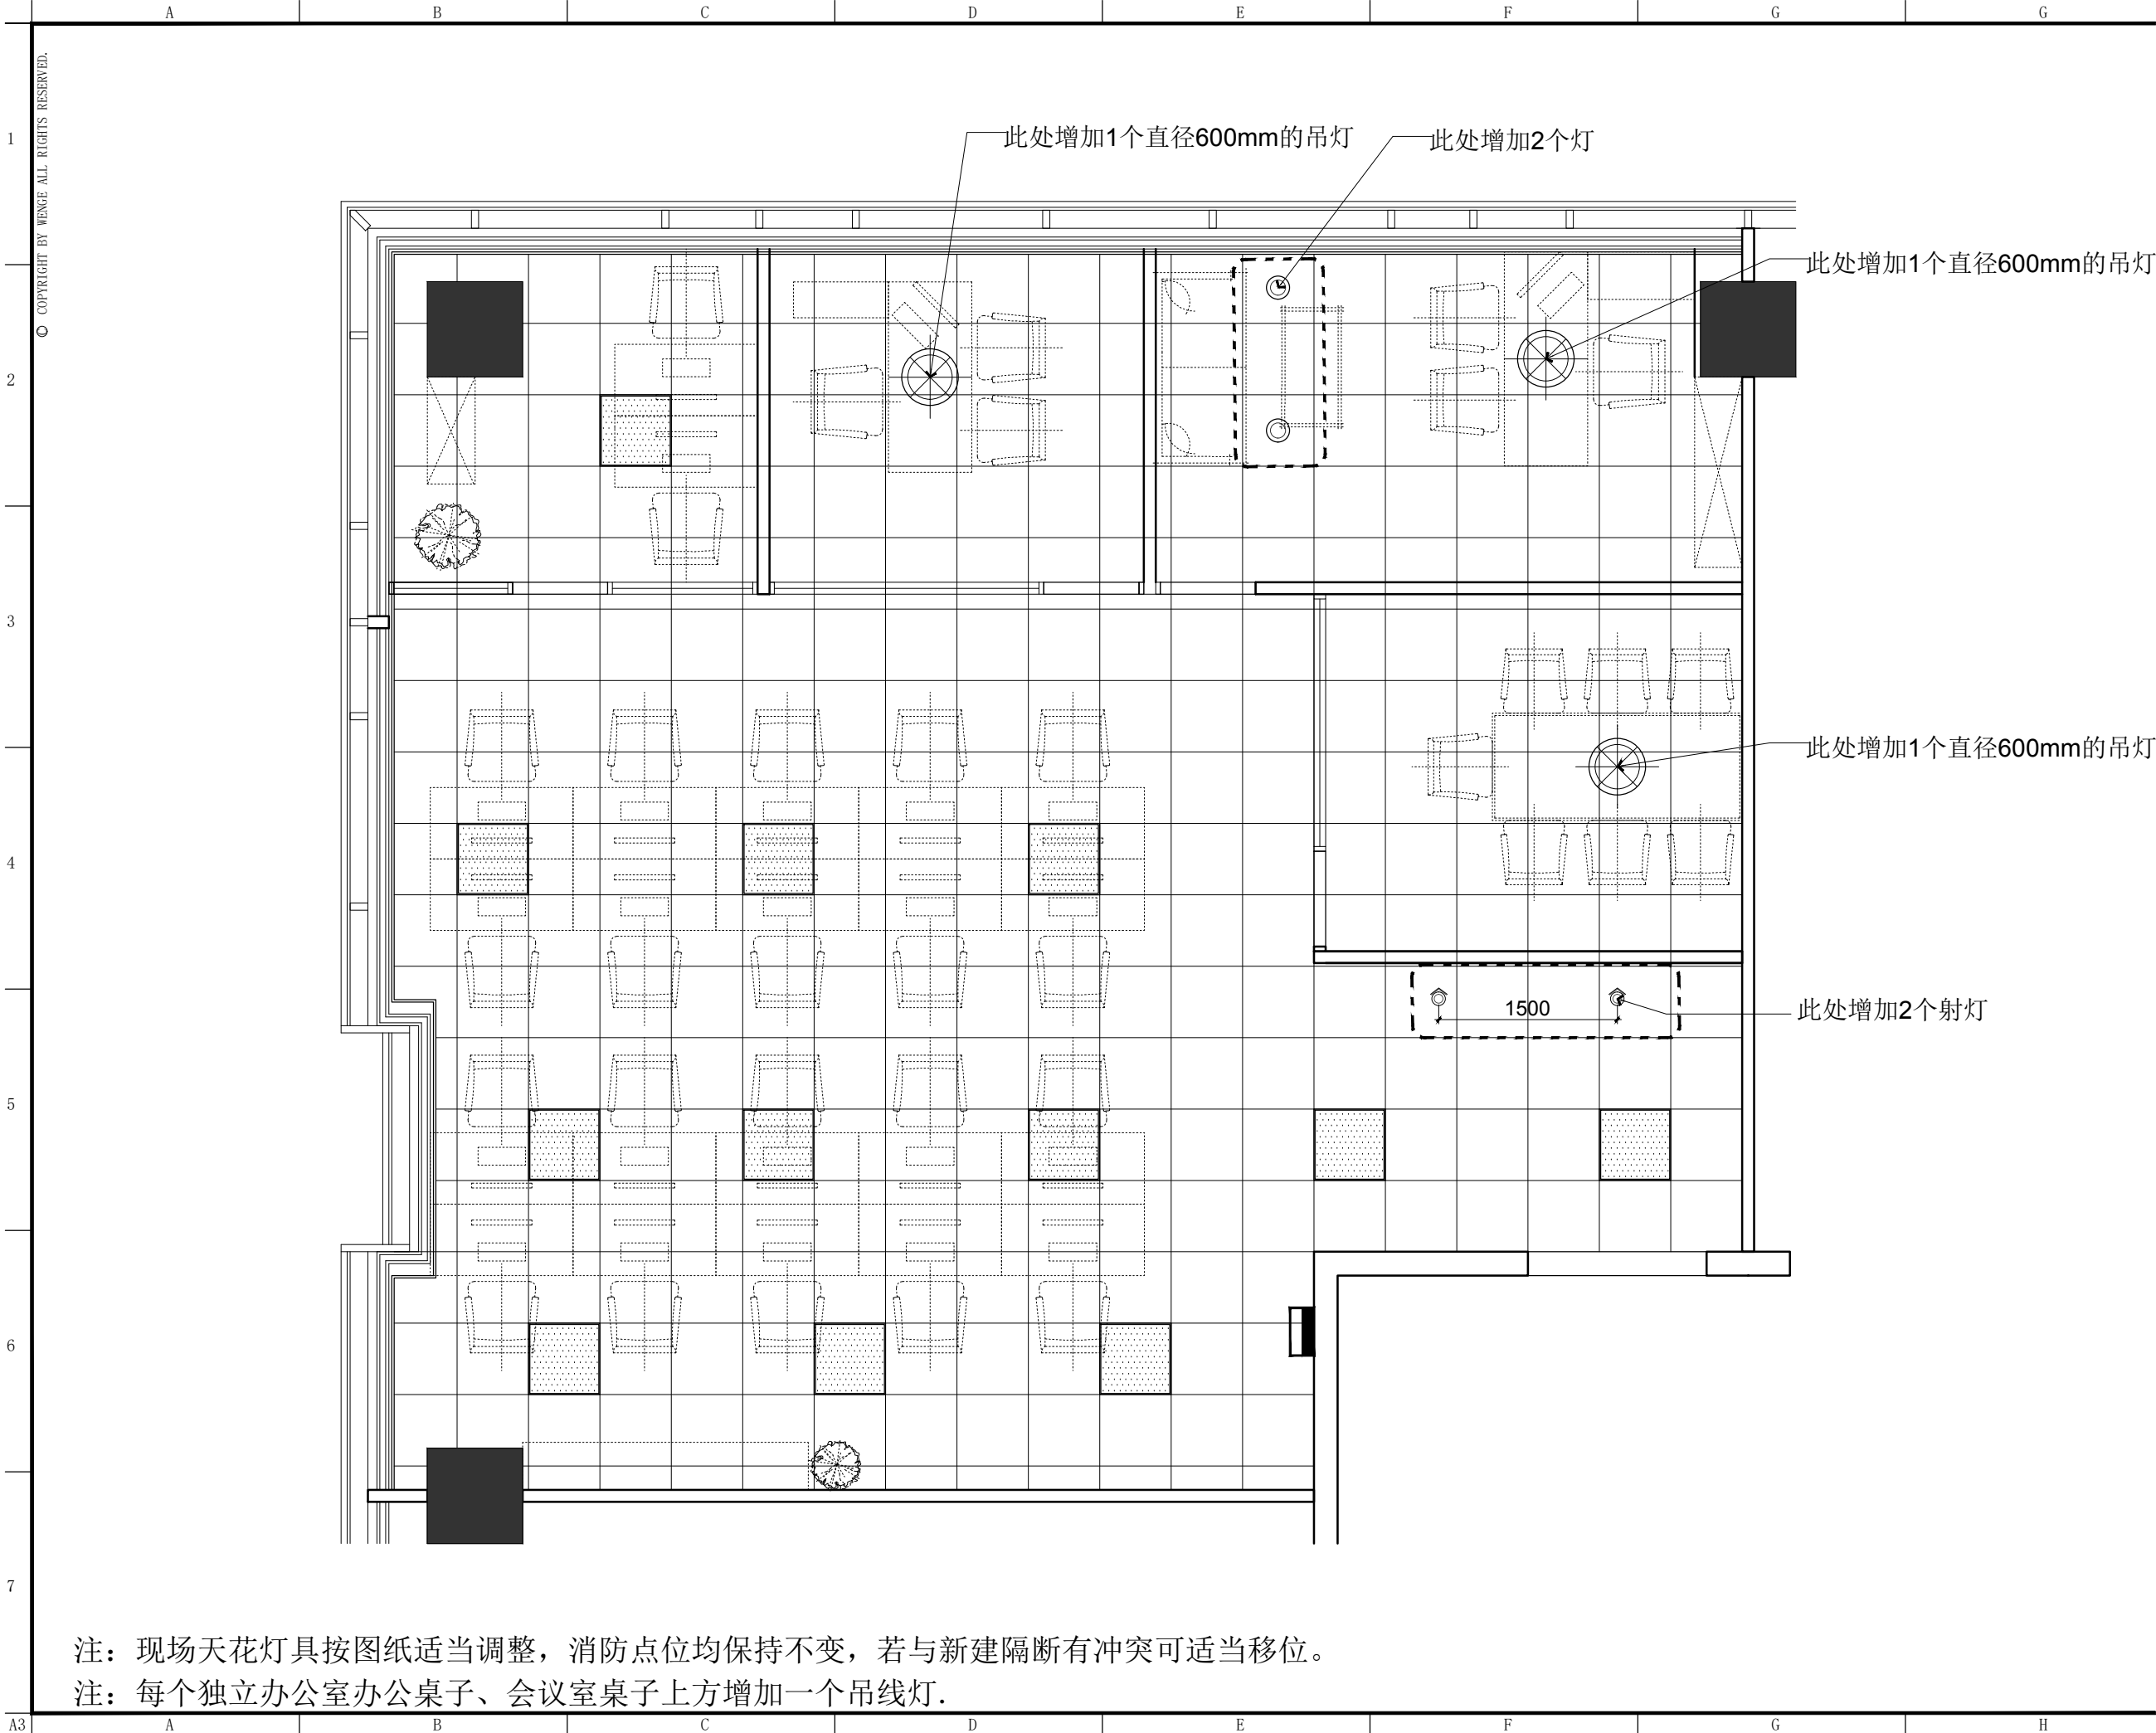 A B C D E F G G
© COPYRIGHT BY WENGE ALL RIGHTS RESERVED.
1
此处增加1个直径600mm的吊灯
此处增加2个灯
此处增加1个直径600mm的吊灯
2
3
此处增加1个直径600mm的吊灯
4
此处增加2个射灯
1500
5
6
7
注：现场天花灯具按图纸适当调整，消防点位均保持不变，若与新建隔断有冲突可适当移位。
注：每个独立办公室办公桌子、会议室桌子上方增加一个吊线灯.
A3 A B C D E F G H